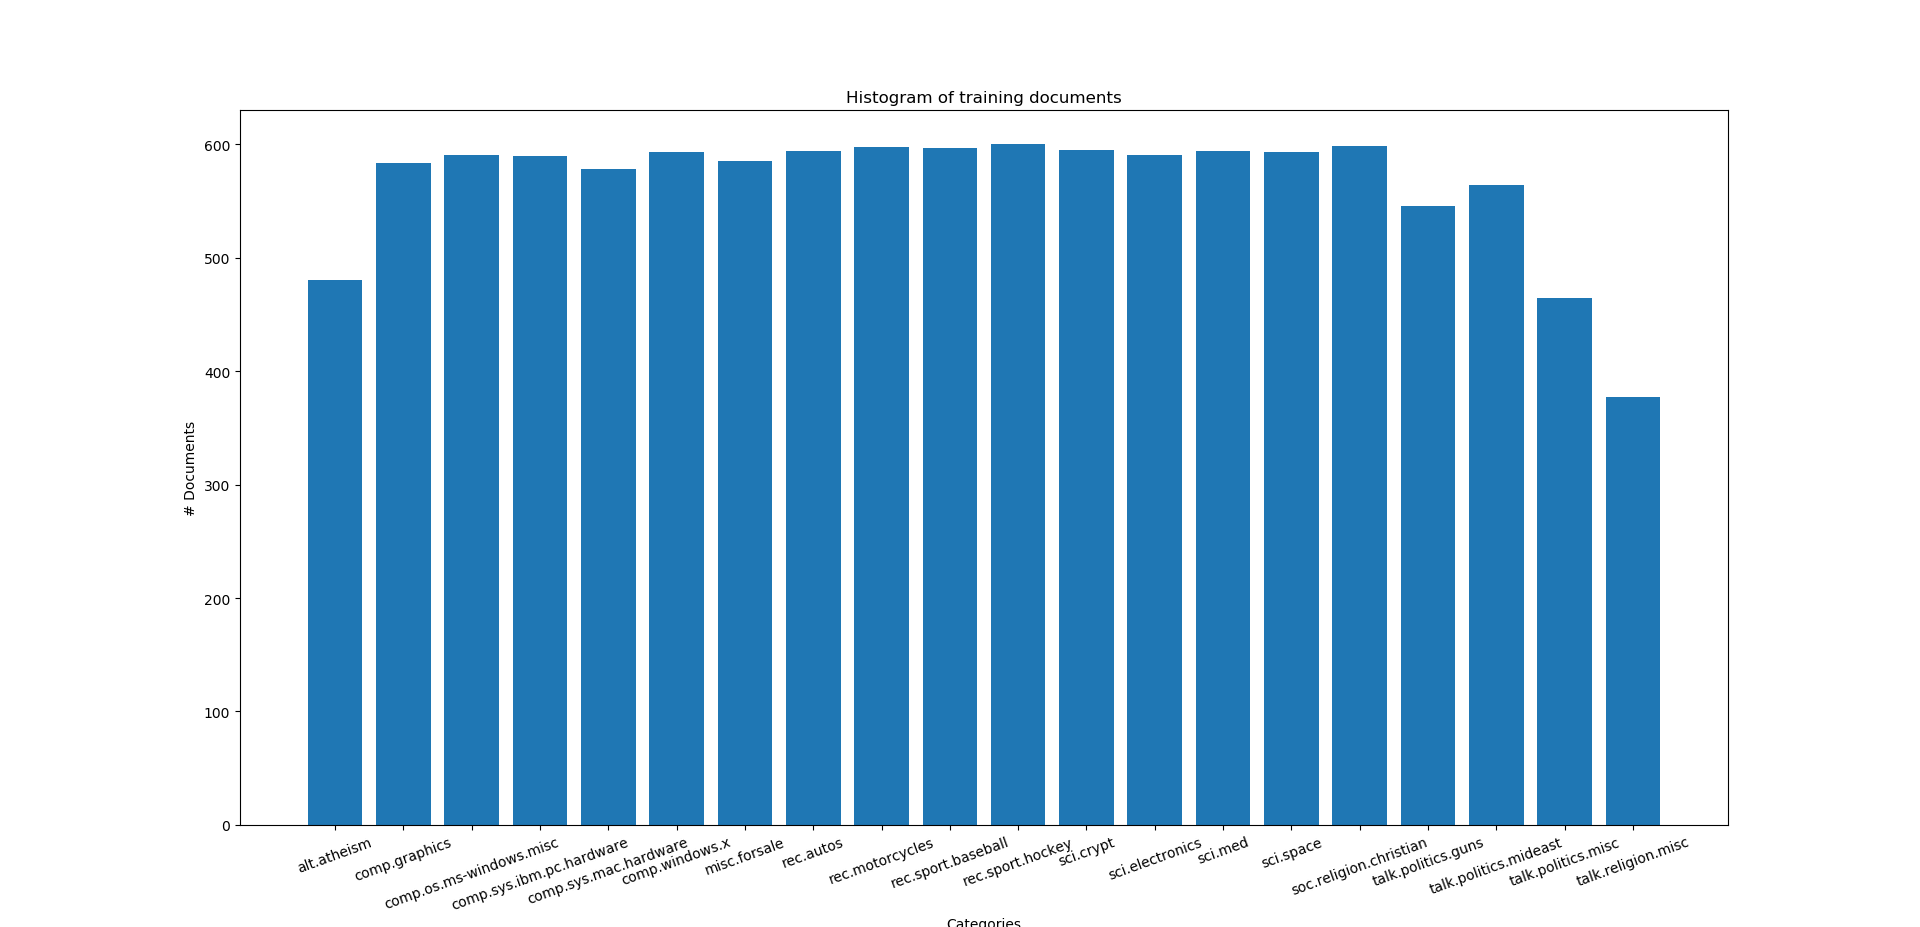 Histogram of training documents
600
500
400
300
200
100
0
# Documents
alt.atheism
comp.graphics
comp.os.ms-windows.misc
comp.sys.ibm.pc.hardware
comp.sys.mac.hardware
comp.windows.x
misc.forsale
rec.autos
rec.motorcycles
rec.sport.baseball
rec.sport.hockey
sci.crypt
sci.electronics
sci.med
sci.space
soc.religion.christian
talk.politics.guns
talk.politics.mideast
talk.politics.misc
talk.religion.misc
Categories